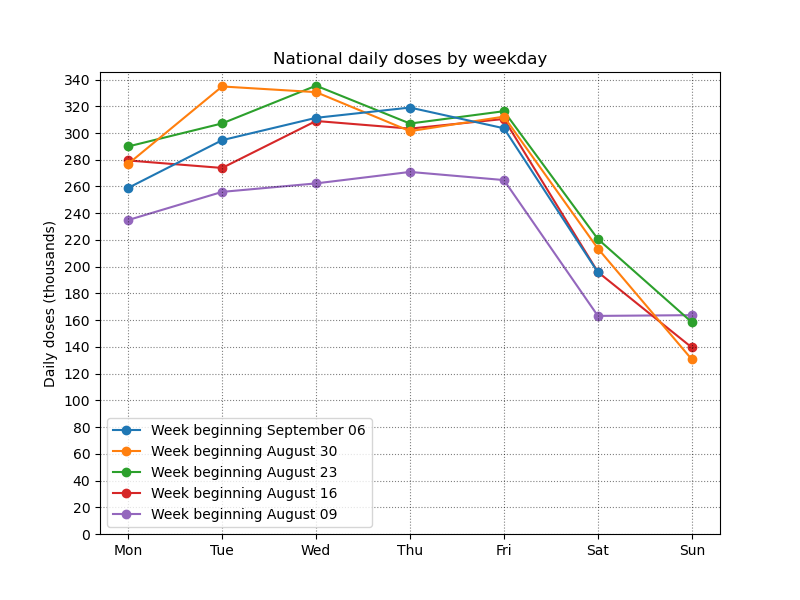 National daily doses by weekday
Daily doses (thousands)
340
320
300
280
260
240
220
200
180
160
140
120
100
80
60
40
20
0
Week beginning September 06
Week beginning August 30
Week beginning August 23
Week beginning August 16
Week beginning August 09
Mon Tue Wed Thu Fri Sat Sun